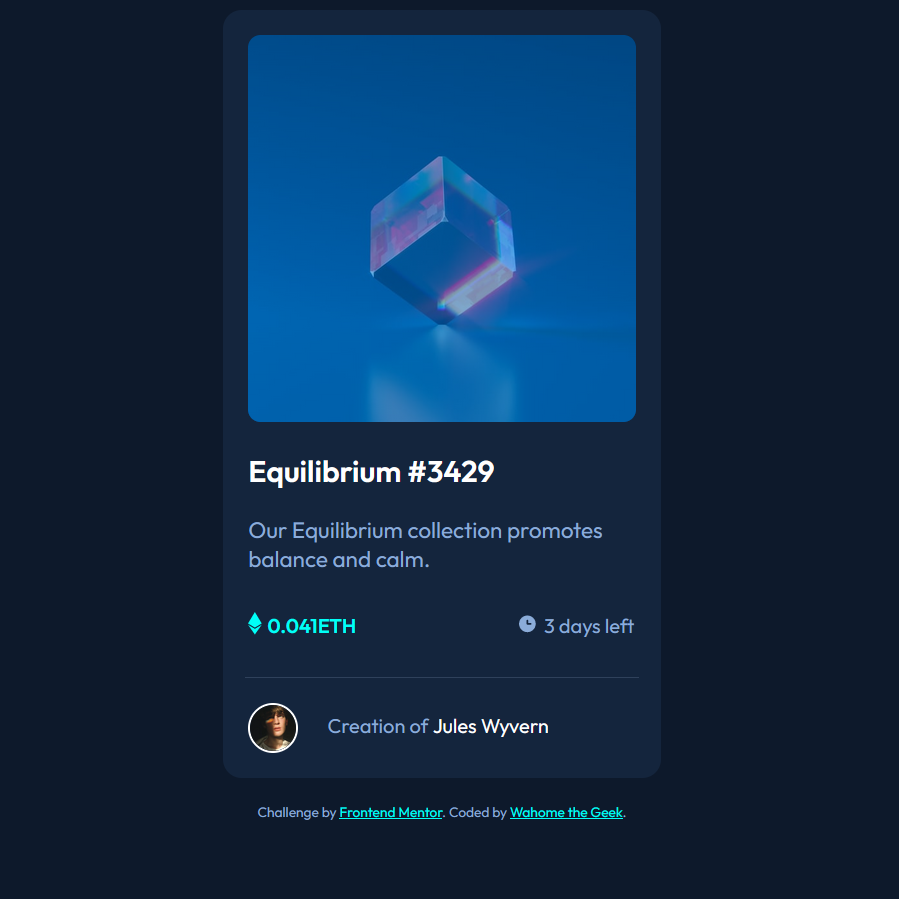 Equilibrium #3429
Our Equilibrium collection promotes
balance and calm.
0.041ETH
3 days left
Creation of Jules Wyvern
Challenge by Frontend Mentor. Coded by Wahome the Geek.